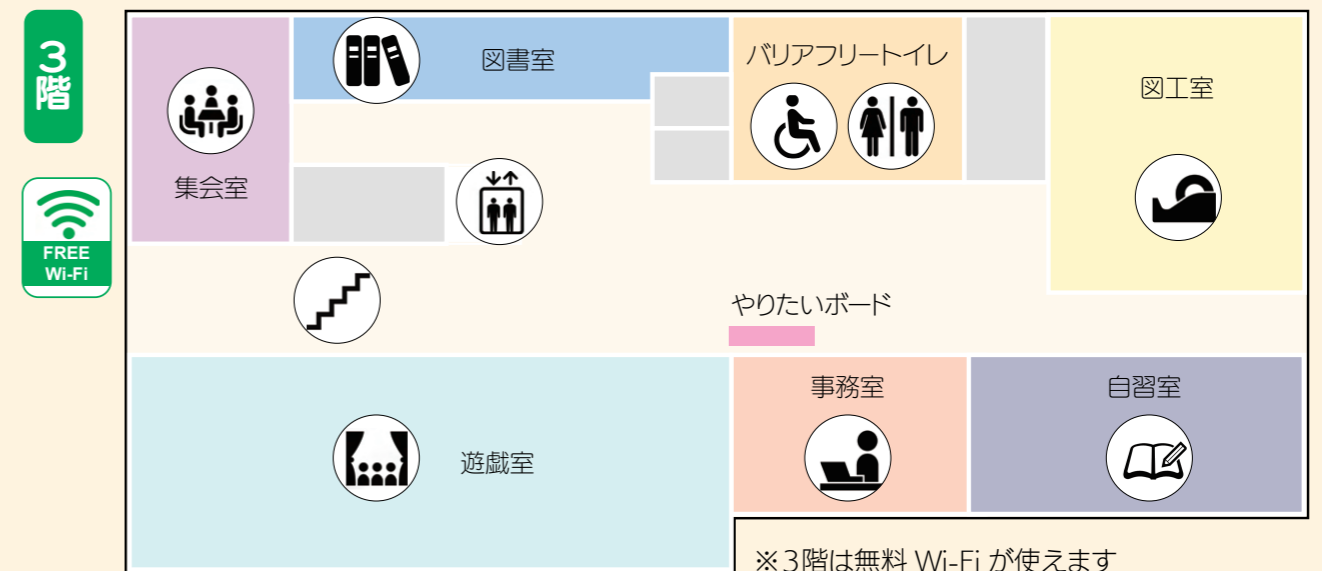 3階
FREE
Wi-Fi
図書室
バリアフリートイレ
図工室
集会室
やりたいボード
事務室
自習室
遊戯室
※3階は無料 Wi-Fi が使えます